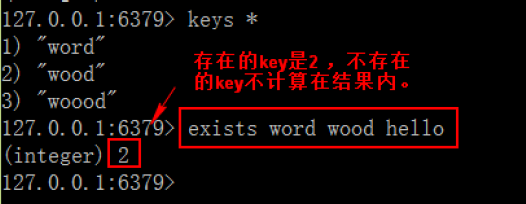 127.0.0.1:6379> keys *
1) "word"
2) "wood"
3) "woood"
存在的key是2 ，不存在
的key不计算在结果内。
127.0.0.1:6379> exists word wood hello
(integer) 2
127.0.0.1:6379>